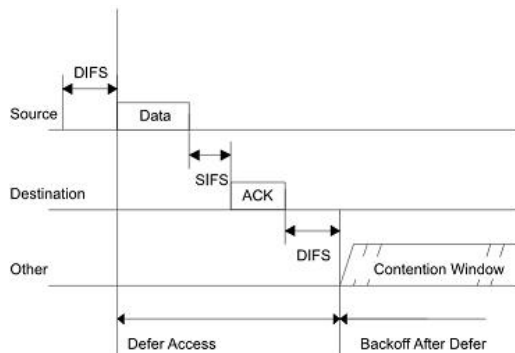 DIFS
Source
Data
SIFS
Destination
ACK
DIFS
Other
Contention Window
Defer Access
Backoff After Defer